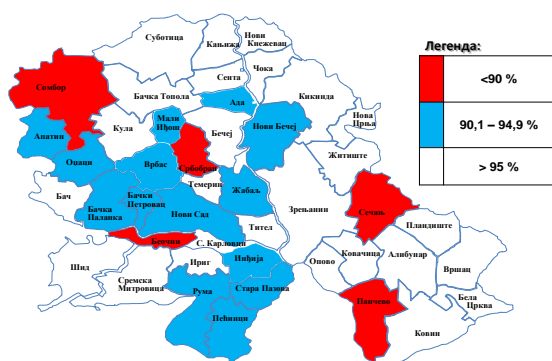 Суботица
Кањижа
Нови
Кнежевац
Легенда:
Сента
Чока
<90 %
Сомбор
Бачка Топола
Ада
Кикинда
90,1 – 94,9 %
Мали
Иђош
Нова
Црња
Апатин
Кула
Бечеј
Нови Бечеј
Оџаци
Врбас
Србобран
Житиште
> 95 %
Темерин
Бач
Бачки
Петровац
Жабаљ
Бачка
Паланка
Нови Сад
Зрењанин
Сечањ
Тител
Пландиште
Беочин
С. Карловци
Ковачица
Алибунар
Шид
Ириг
Инђија
Опово
Вршац
Сремска
Митровица
Рума
Стара Пазова
Панчево
Бела
Црква
Пећинци
Ковин